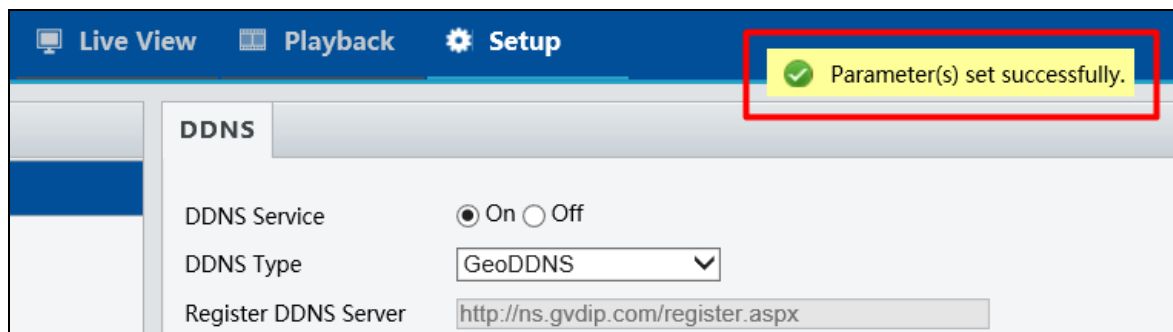 Live View Playback Setup
Parameter(s) set successfully.
DDNS
DDNS Service On Off
DDNS Type GeoDDNS
Register DDNS Server http://ns.gvdip.com/register.aspx